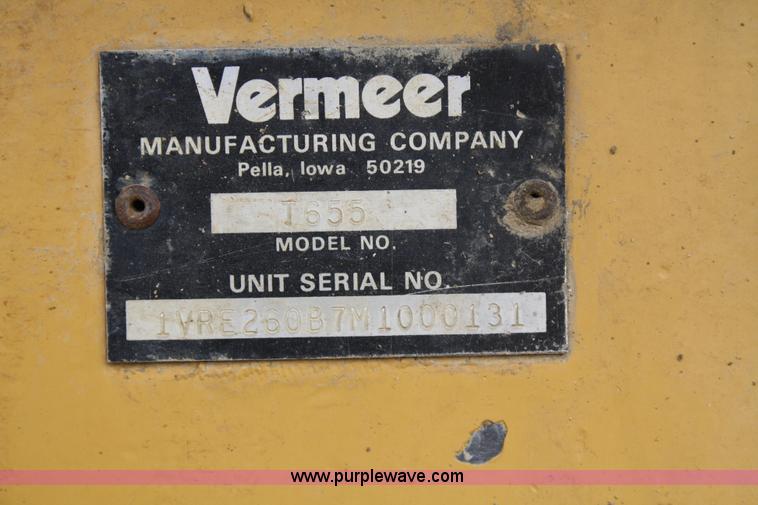 Vermeer
MANUFACTURING COMPANY
Pella, Iowa 50219
T655
MODEL NO.
UNIT SERIAL NO.
1VRE260B7M1000131
www.purplewave.com